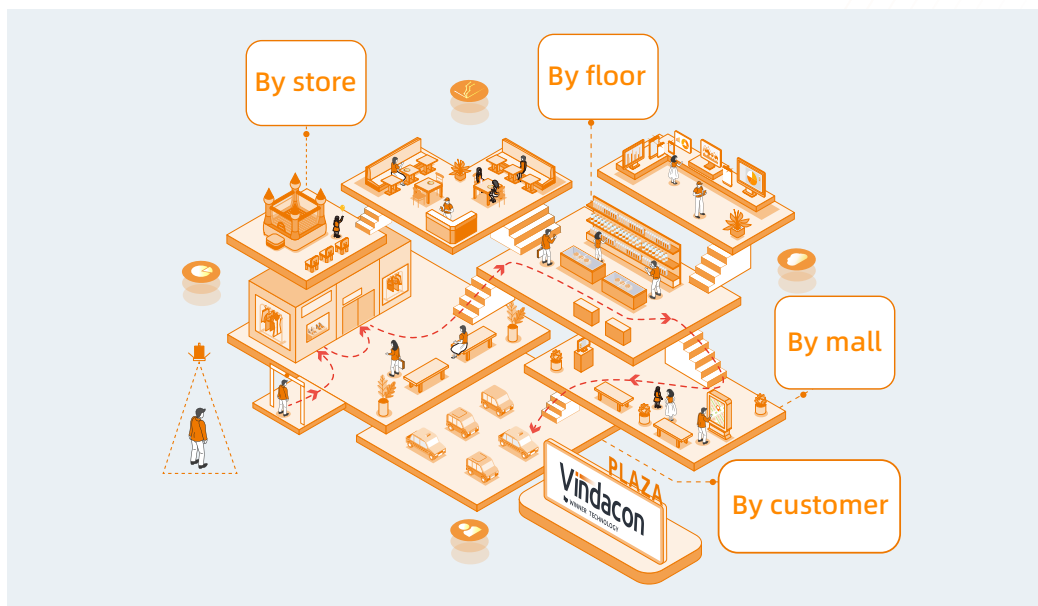 By store
By floor
By mall
By customer
PLAZA
Vindacon
WINNER TECHNOLOGY